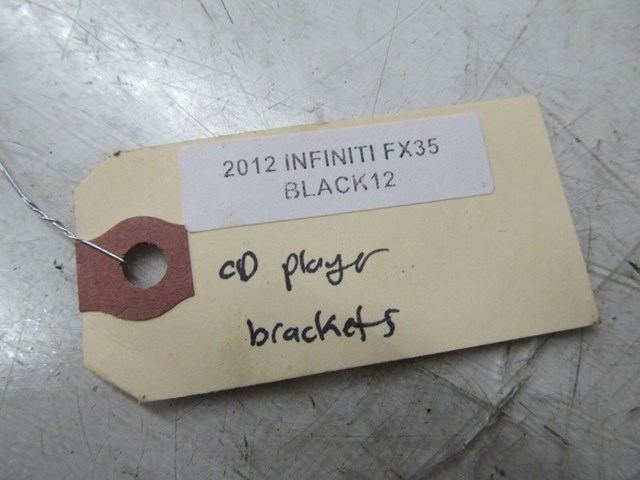 2012 INFINITI FX35
BLACK12
CD player
brackets